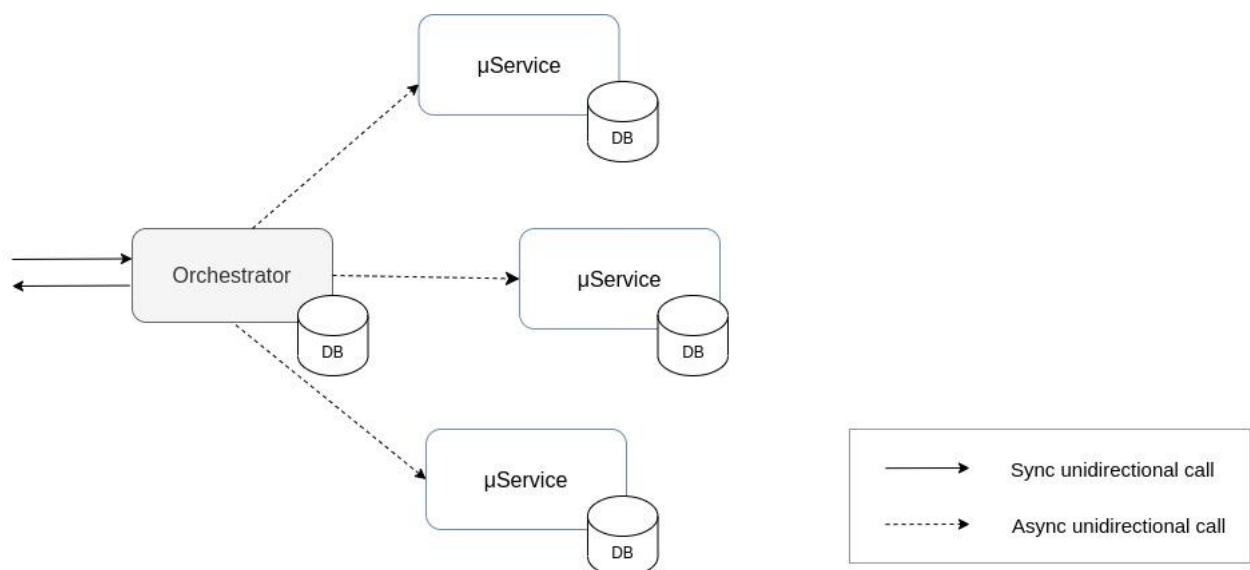 μService
DB
Orchestrator
DB
μService
DB
μService
DB
Sync unidirectional call
Async unidirectional call